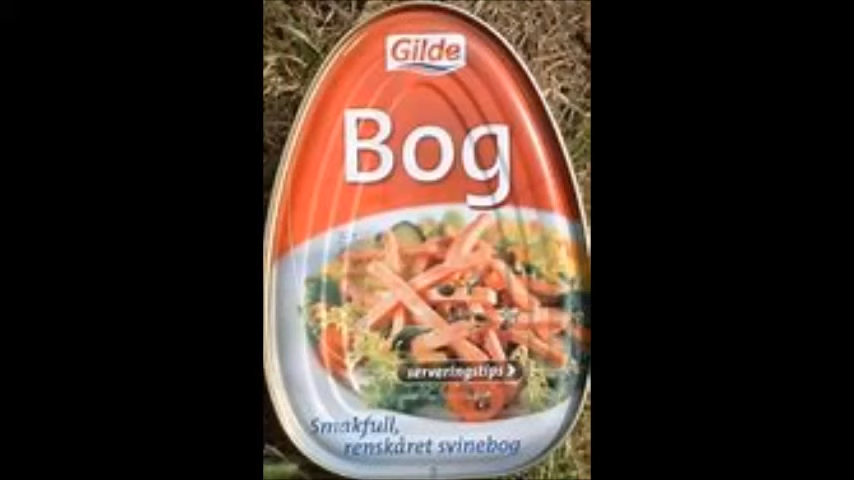 Gilde
Bog
serveringstips
Smakfull,
renskåret svinebog